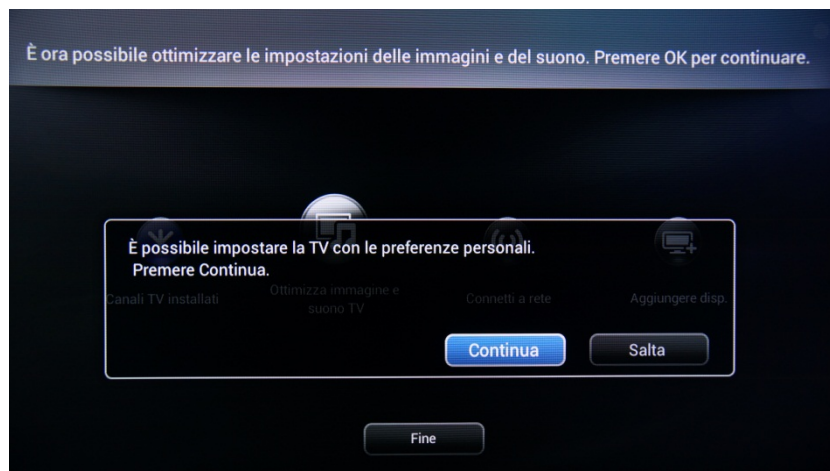 È ora possibile ottimizzare le impostazioni delle immagini e del suono. Premere OK per continuare.
È possibile impostare la TV con le preferenze personali.
Premere Continua.
Canali TV installati
Ottimizza immagine e
suono TV
Connetti a rete
Aggiungere disp.
Continua
Salta
Fine